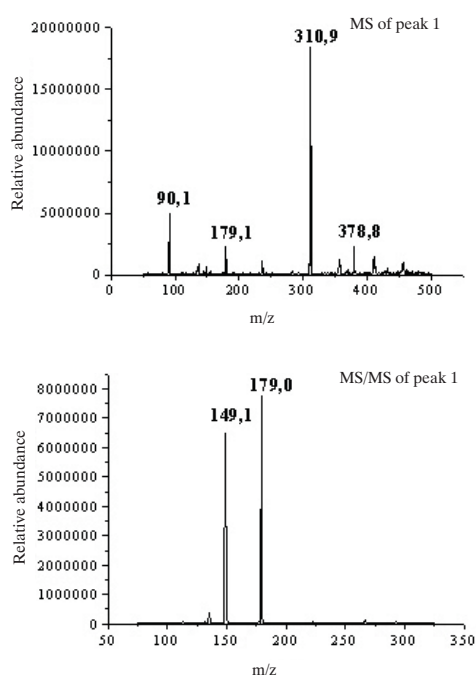 MS of peak 1
310,9
20000000
15000000
10000000
5000000
0
90,1
179,1
378,8
Relative abundance
0 100 200 300 400 500
m/z
MS/MS of peak 1
179,0
149,1
8000000
7000000
6000000
5000000
4000000
3000000
2000000
1000000
0
Relative abundance
50 100 150 200 250 300 350
m/z